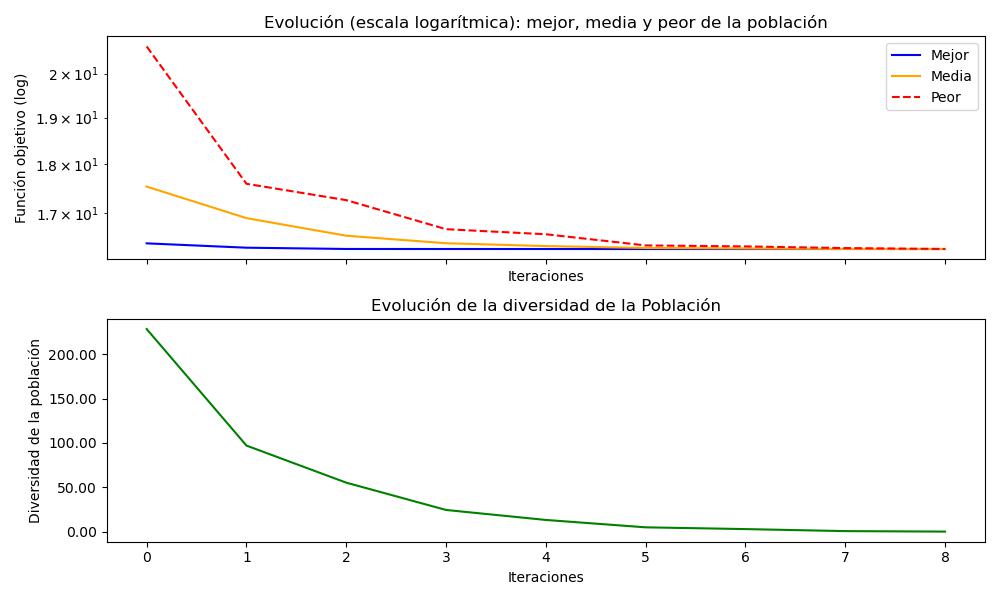 Evolución (escala logarítmica): mejor, media y peor de la población
Función objetivo (log)
2 × 10¹
1.9 × 10¹
1.8 × 10¹
1.7 × 10¹
Mejor
Media
Peor
Iteraciones
Evolución de la diversidad de la Población
Diversidad de la población
200.00
150.00
100.00
50.00
0.00
0 1 2 3 4 5 6 7 8
Iteraciones